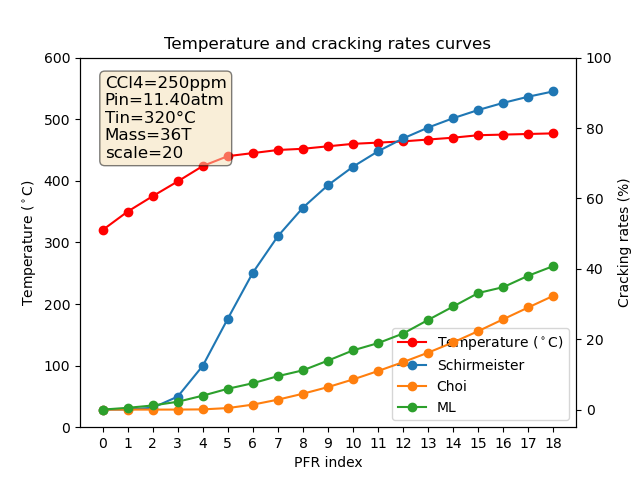 Temperature and cracking rates curves
CCl4=250ppm
Pin=11.40atm
Tin=320°C
Mass=36T
scale=20
Temperature (°C)
600
500
400
300
200
100
0
Cracking rates (%)
100
80
60
40
20
0
Temperature (°C)
Schirmeister
Choi
ML
0 1 2 3 4 5 6 7 8 9 10 11 12 13 14 15 16 17 18
PFR index